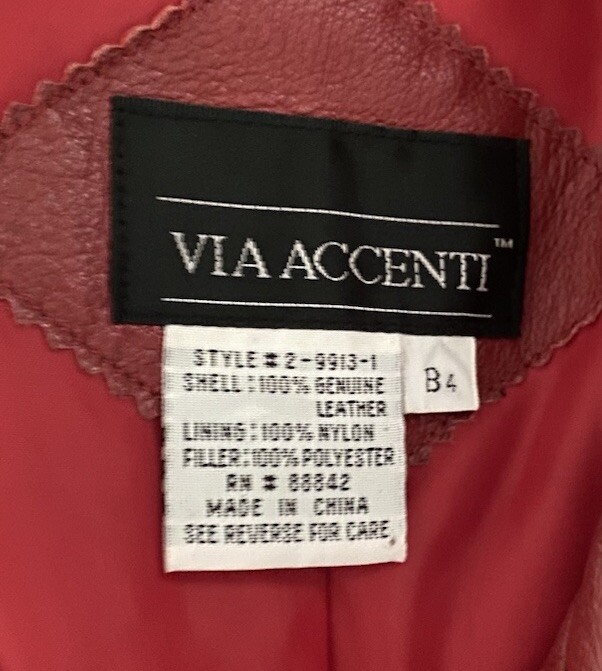 VIA ACCENTI™
STYLE # 2-9913-1
SHELL: 100% GENUINE
LEATHER
LINING: 100% NYLON
FILLER: 100% POLYESTER
RN # 88842
MADE IN CHINA
SEE REVERSE FOR CARE.
B4